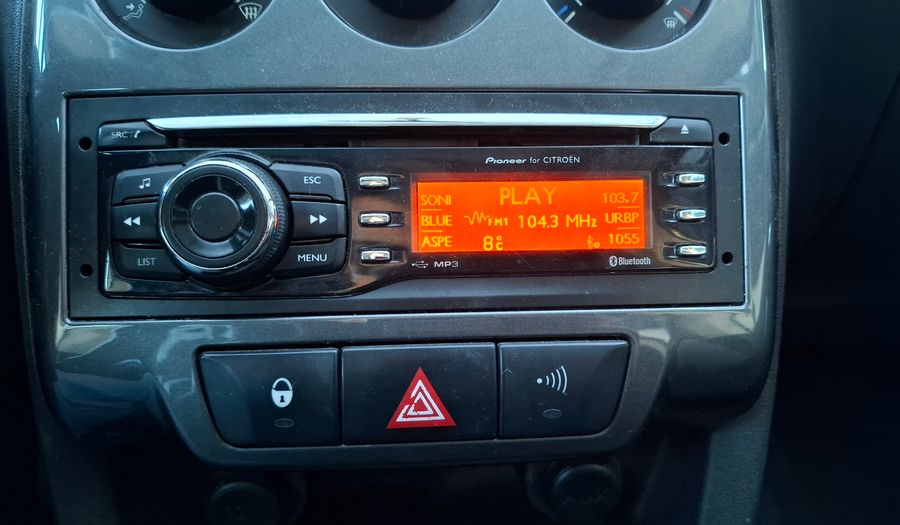 SRC
Pioneer for CITROËN
ESC
LIST
MENU
SONI PLAY 103.7
BLUE FM1 104.3 MHz URBP
ASPE 8°C 1055
MP3
Bluetooth